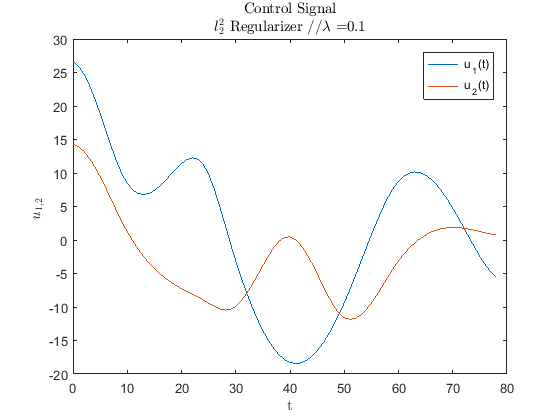 Control Signal
l₂² Regularizer //λ =0.1
30
25
20
15
10
5
0
-5
-10
-15
-20
u₁,₂
u₁(t)
u₂(t)
0 10 20 30 40 50 60 70 80
t